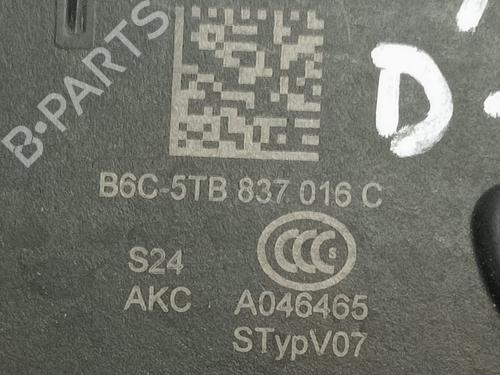 B-PARTS
D
B6C-5TB 837 016 C
CCC S
S24
AKC A046465
STypV07